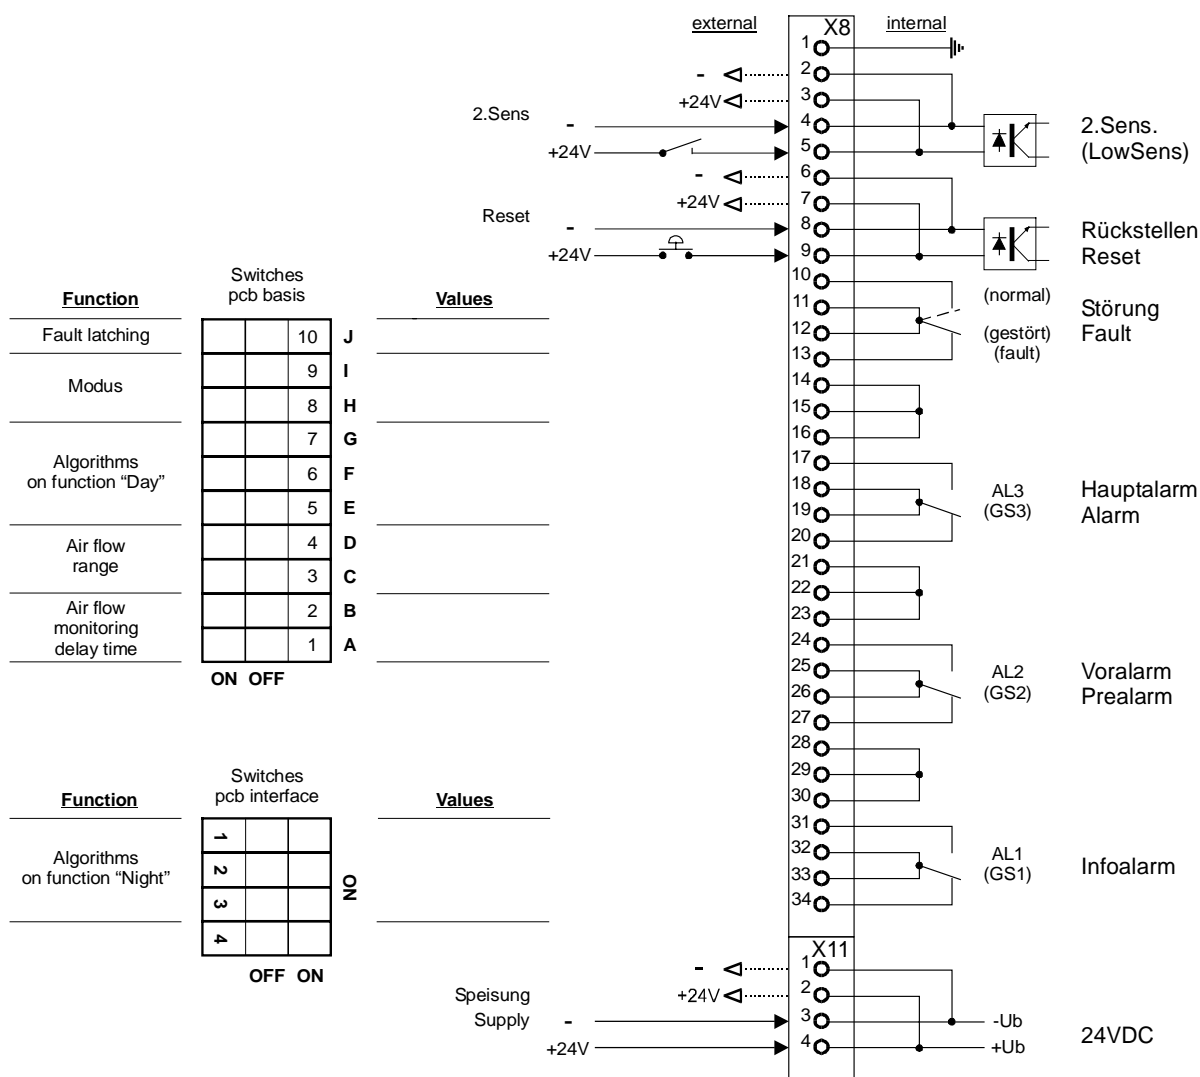 external
X8
internal
1
2
-
3
+24V
2.Sens
4
-
5
+24V
2.Sens.
(LowSens)
6
-
7
+24V
Reset
8
-
9
+24V
Rückstellen
Reset
10
(normal)
11
12
(gestört)
(fault)
13
Störung
Fault
14
15
16
17
18
19
20
AL3
(GS3)
Hauptalarm
Alarm
21
22
23
24
25
26
27
AL2
(GS2)
Voralarm
Prealarm
28
29
30
31
32
33
34
AL1
(GS1)
Infoalarm
X11
1
-
2
+24V
Speisung
Supply
3
-
-Ub
4
+24V
+Ub
24VDC
Function
Switches
pcb basis
Values
Fault latching
10 J
Modus
9 I
8 H
Algorithms
on function “Day”
7 G
6 F
5 E
Air flow
range
4 D
3 C
Air flow
monitoring
delay time
2 B
1 A
ON OFF
Function
Switches
pcb interface
Values
Algorithms
on function “Night”
1
2
3
4
ON
OFF ON